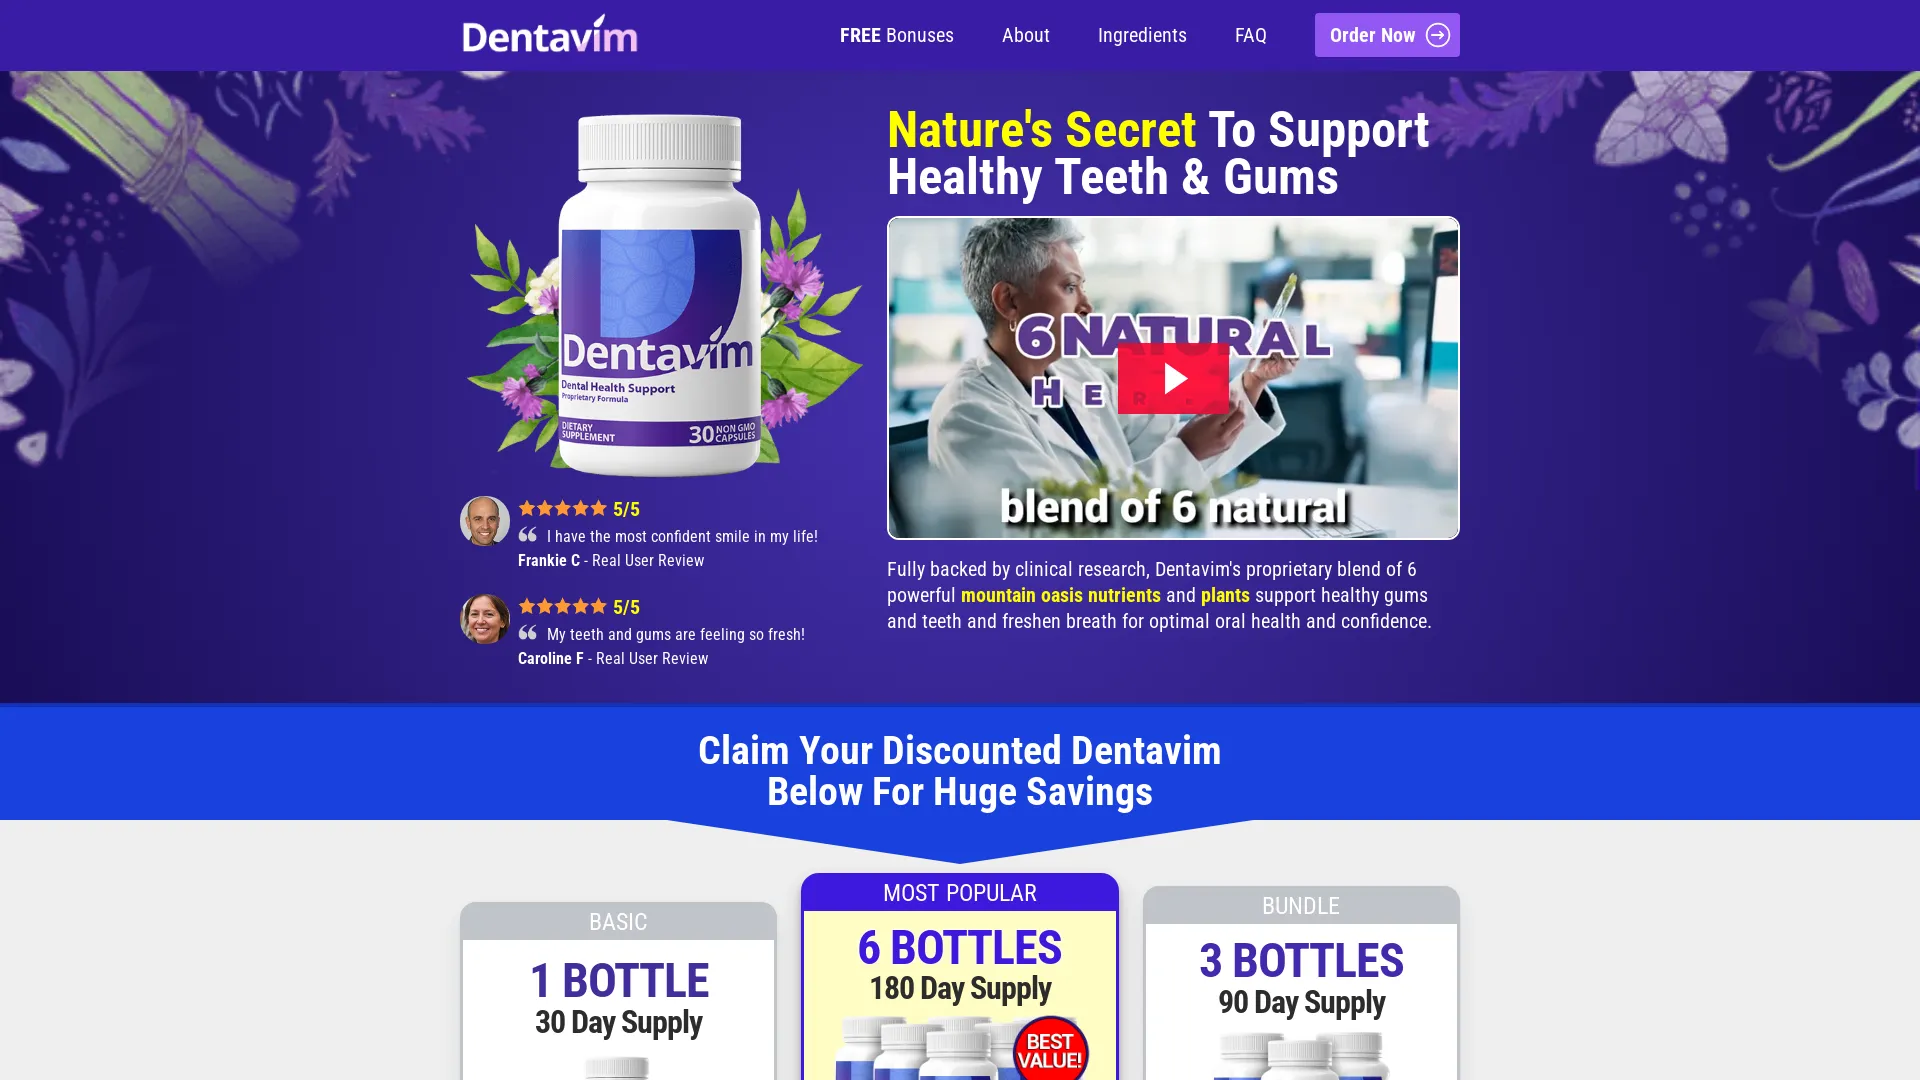 Dentavim
FREE Bonuses
About
Ingredients
FAQ
Order Now
Nature's Secret To Support
Healthy Teeth & Gums
Dentavim
Dental Health Support
Proprietary Formula
DIETARY
SUPPLEMENT
30 NON GMO
CAPSULES
6 NATURAL
blend of 6 natural
5/5
I have the most confident smile in my life!
Frankie C - Real User Review
5/5
My teeth and gums are feeling so fresh!
Caroline F - Real User Review
Fully backed by clinical research, Dentavim's proprietary blend of 6
powerful mountain oasis nutrients and plants support healthy gums
and teeth and freshen breath for optimal oral health and confidence.
Claim Your Discounted Dentavim
Below For Huge Savings
BASIC
1 BOTTLE
30 Day Supply
MOST POPULAR
6 BOTTLES
180 Day Supply
BEST
VALUE!
BUNDLE
3 BOTTLES
90 Day Supply